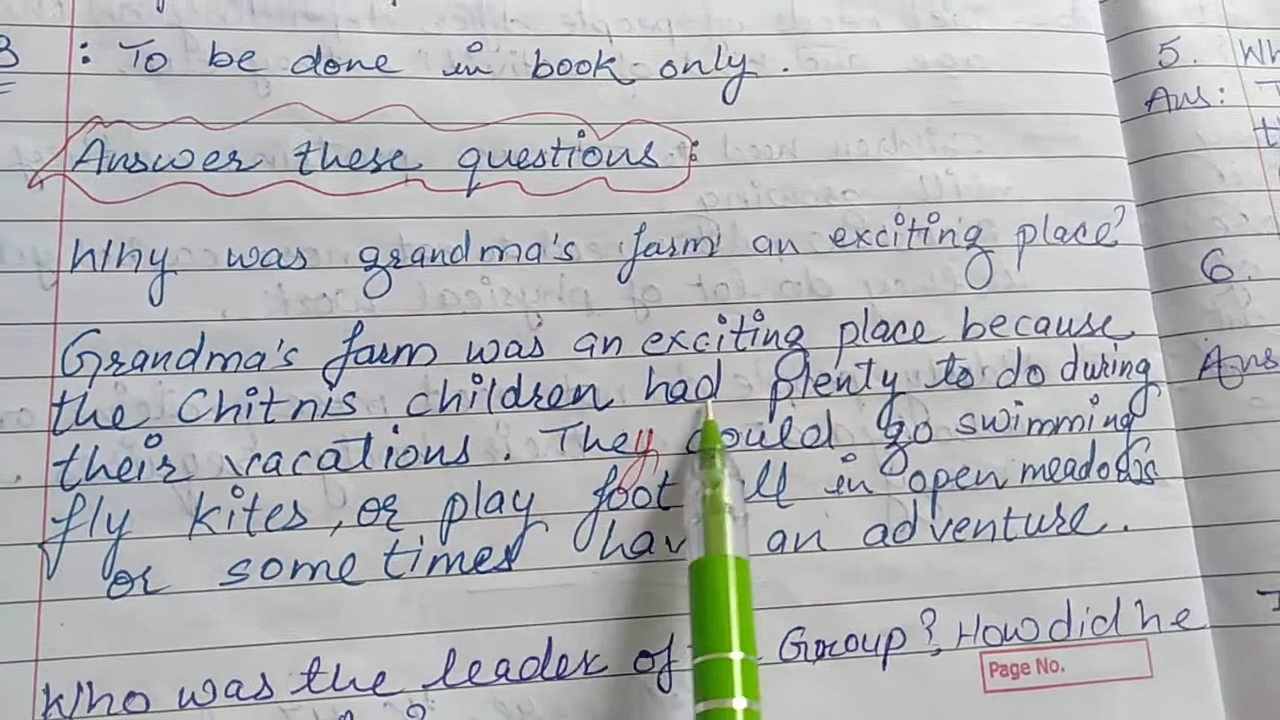 B : To be done in book only.
Answer these questions :
Why was grandma's farm an exciting place?
Grandma's farm was an exciting place because
the Chitnis children had plenty to do during
their vacations. They could go swimming
fly kites, or play foot ll in open meadows
or sometimes hav an adventure.
Who was the leader of Group? How did he
Page No.
5. Wh
Ans: T
t
6.
Ans